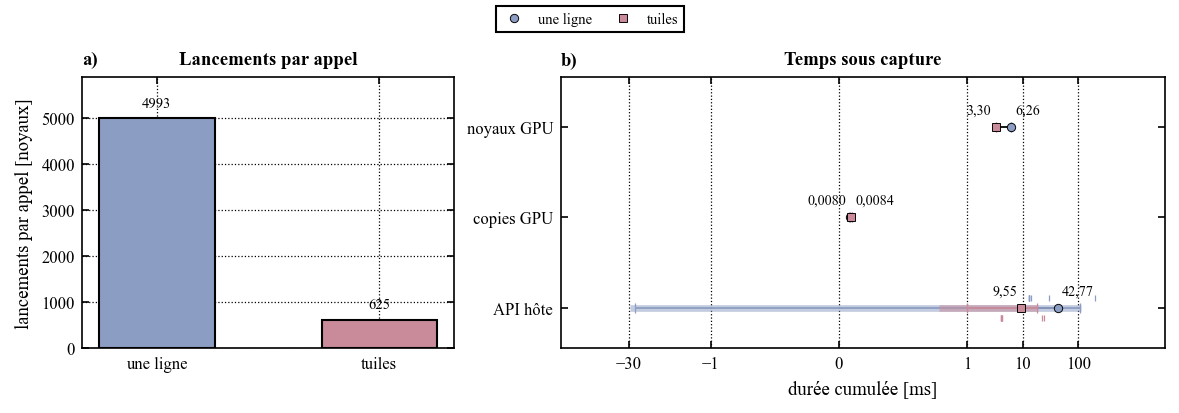 une ligne tuiles
a) Lancements par appel
b) Temps sous capture
lancements par appel [noyaux]
5000
4000
3000
2000
1000
0
4993
625
une ligne tuiles
noyaux GPU
copies GPU
API hôte
3,30 6,26
0,0080 0,0084
9,55 42,77
−30 −1 0 1 10 100
durée cumulée [ms]